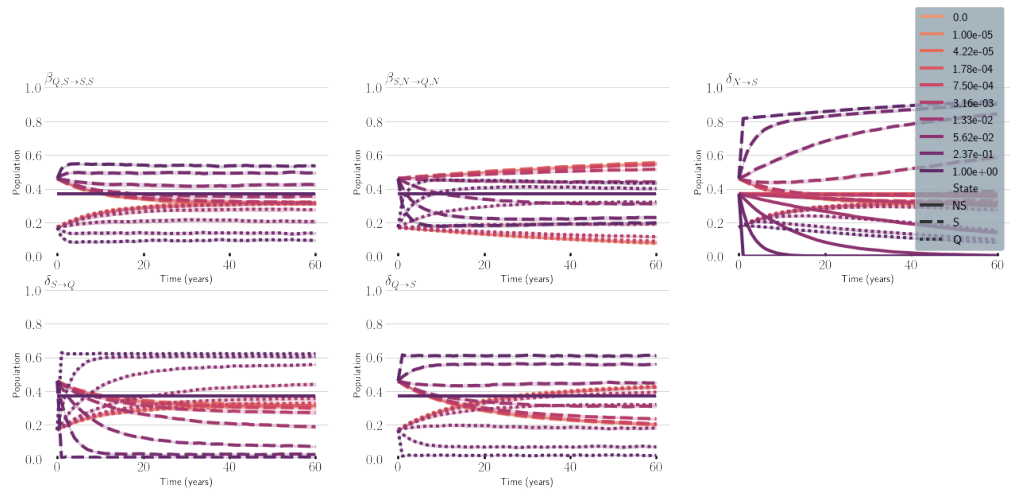 β_{Q,S→S,S}
1.0
0.8
0.6
0.4
0.2
0.0
Population
0
20
40
60
Time (years)
β_{S,N→Q,N}
1.0
0.8
0.6
0.4
0.2
0.0
Population
0
20
40
60
Time (years)
δ_{N→S}
1.0
0.8
0.6
0.4
0.2
0.0
Population
0
20
40
60
Time (years)
0.0
1.00e-05
4.22e-05
1.78e-04
7.50e-04
3.16e-03
1.33e-02
5.62e-02
2.37e-01
1.00e+00
State
NS
S
Q
δ_{S→Q}
1.0
0.8
0.6
0.4
0.2
0.0
Population
0
20
40
60
Time (years)
δ_{Q→S}
1.0
0.8
0.6
0.4
0.2
0.0
Population
0
20
40
60
Time (years)